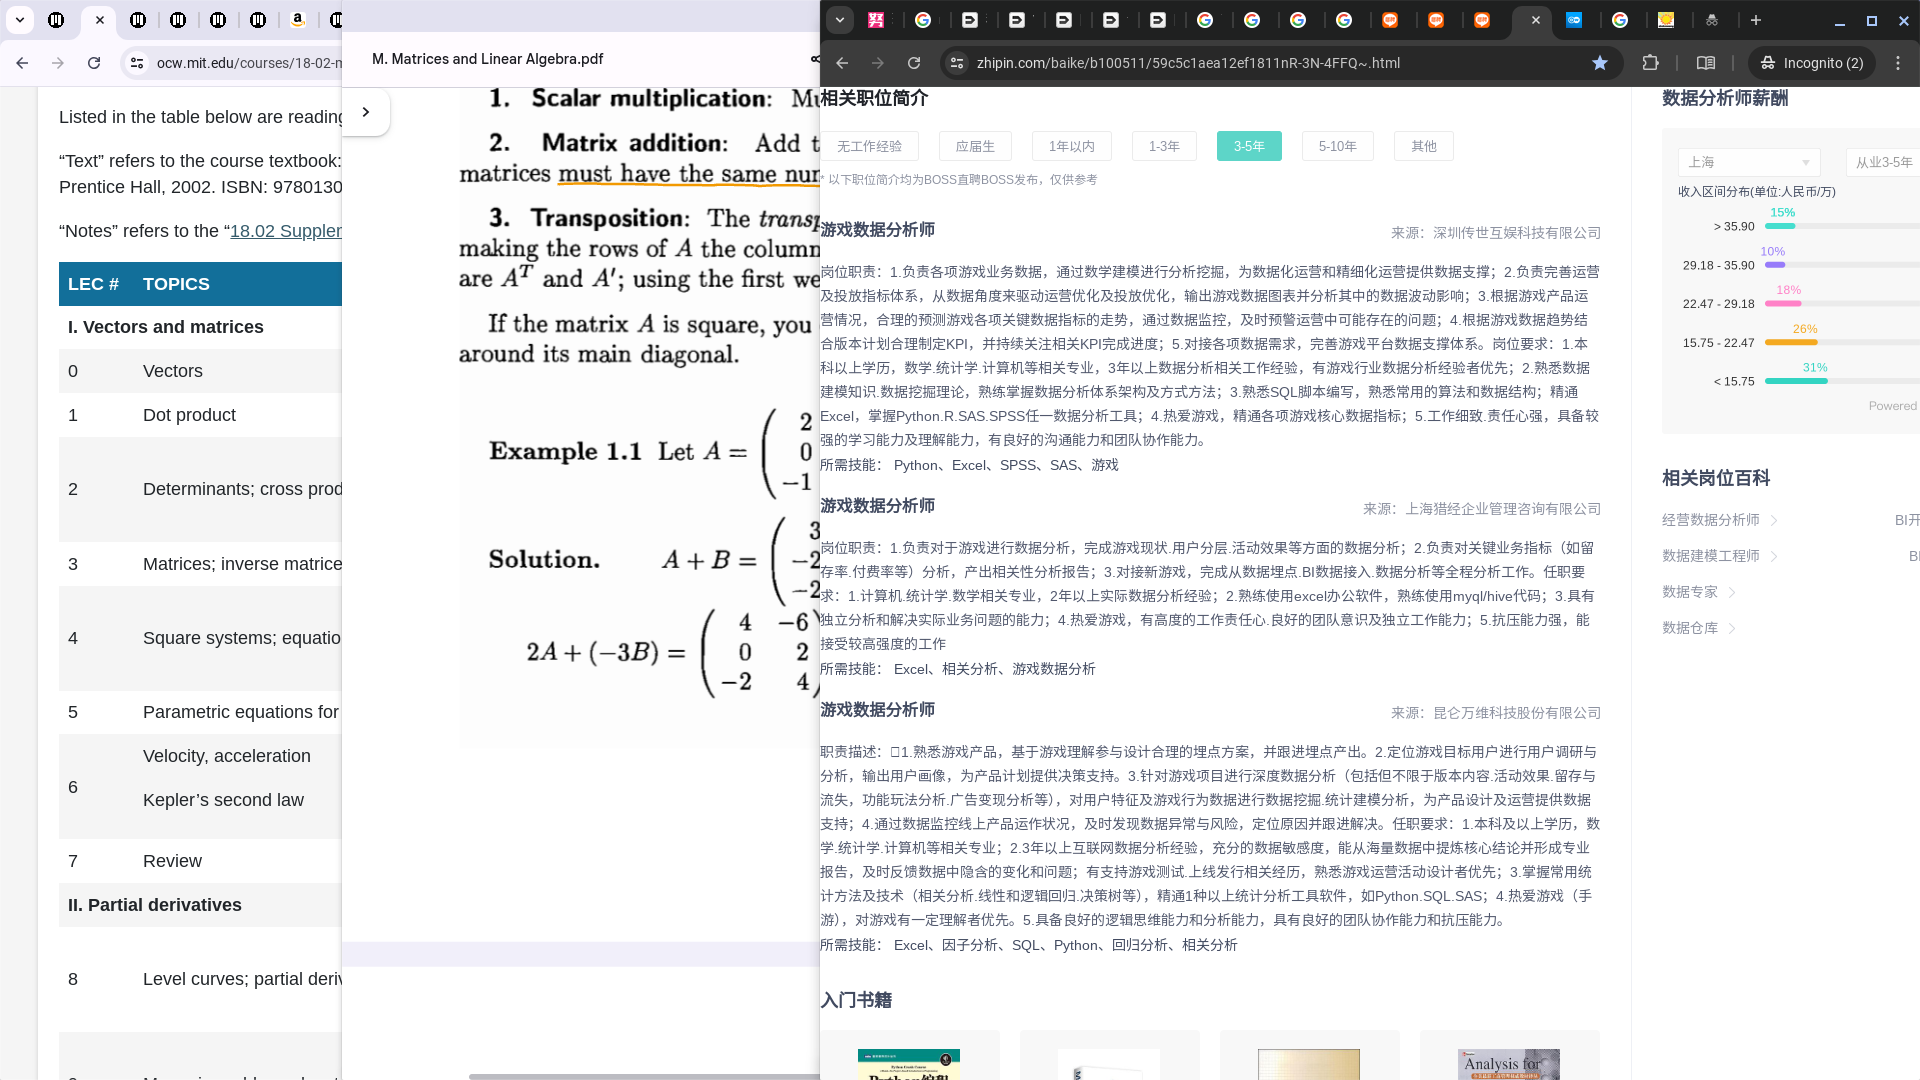 ocw.mit.edu/courses/18-02-m
Listed in the table below are reading
“Text” refers to the course textbook:
Prentice Hall, 2002. ISBN: 9780130
“Notes” refers to the “18.02 Supplem
LEC # TOPICS
I. Vectors and matrices
0 Vectors
1 Dot product
2 Determinants; cross prod
3 Matrices; inverse matrice
4 Square systems; equatio
5 Parametric equations for
6 Velocity, acceleration
Kepler’s second law
7 Review
II. Partial derivatives
8 Level curves; partial deriv
M. Matrices and Linear Algebra.pdf
1. Scalar multiplication: Mu
2. Matrix addition: Add t
matrices must have the same num
3. Transposition: The transp
making the rows of A the column
are Aᵀ and A′; using the first we
If the matrix A is square, you
around its main diagonal.
Example 1.1 Let A =
2
0
−1
Solution. A + B =
3
−2
−2
2A + (−3B) =
4 −6
0 2
−2 4
zhipin.com/baike/b100511/59c5c1aea12ef1811nR-3N-4FFQ~.html
Incognito (2)
相关职位简介
无工作经验 应届生 1年以内 1-3年 3-5年 5-10年 其他
* 以下职位简介均为BOSS直聘BOSS发布，仅供参考
游戏数据分析师 来源：深圳传世互娱科技有限公司
岗位职责：1.负责各项游戏业务数据，通过数学建模进行分析挖掘，为数据化运营和精细化运营提供数据支撑；2.负责完善运营
及投放指标体系，从数据角度来驱动运营优化及投放优化，输出游戏数据图表并分析其中的数据波动影响；3.根据游戏产品运
营情况，合理的预测游戏各项关键数据指标的走势，通过数据监控，及时预警运营中可能存在的问题；4.根据游戏数据趋势结
合版本计划合理制定KPI，并持续关注相关KPI完成进度；5.对接各项数据需求，完善游戏平台数据支撑体系。岗位要求：1.本
科以上学历，数学.统计学.计算机等相关专业，3年以上数据分析相关工作经验，有游戏行业数据分析经验者优先；2.熟悉数据
建模知识.数据挖掘理论，熟练掌握数据分析体系架构及方式方法；3.熟悉SQL脚本编写，熟悉常用的算法和数据结构；精通
Excel，掌握Python.R.SAS.SPSS任一数据分析工具；4.热爱游戏，精通各项游戏核心数据指标；5.工作细致.责任心强，具备较
强的学习能力及理解能力，有良好的沟通能力和团队协作能力。
所需技能： Python、Excel、SPSS、SAS、游戏
游戏数据分析师 来源：上海猎经企业管理咨询有限公司
岗位职责：1.负责对于游戏进行数据分析，完成游戏现状.用户分层.活动效果等方面的数据分析；2.负责对关键业务指标（如留
存率.付费率等）分析，产出相关性分析报告；3.对接新游戏，完成从数据埋点.BI数据接入.数据分析等全程分析工作。任职要
求：1.计算机.统计学.数学相关专业，2年以上实际数据分析经验；2.熟练使用excel办公软件，熟练使用myql/hive代码；3.具有
独立分析和解决实际业务问题的能力；4.热爱游戏，有高度的工作责任心.良好的团队意识及独立工作能力；5.抗压能力强，能
接受较高强度的工作
所需技能： Excel、相关分析、游戏数据分析
游戏数据分析师 来源：昆仑万维科技股份有限公司
职责描述：1.熟悉游戏产品，基于游戏理解参与设计合理的埋点方案，并跟进埋点产出。2.定位游戏目标用户进行用户调研与
分析，输出用户画像，为产品计划提供决策支持。3.针对游戏项目进行深度数据分析（包括但不限于版本内容.活动效果.留存与
流失，功能玩法分析.广告变现分析等），对用户特征及游戏行为数据进行数据挖掘.统计建模分析，为产品设计及运营提供数据
支持；4.通过数据监控线上产品运作状况，及时发现数据异常与风险，定位原因并跟进解决。任职要求：1.本科及以上学历，数
学.统计学.计算机等相关专业；2.3年以上互联网数据分析经验，充分的数据敏感度，能从海量数据中提炼核心结论并形成专业
报告，及时反馈数据中隐含的变化和问题；有支持游戏测试.上线发行相关经历，熟悉游戏运营活动设计者优先；3.掌握常用统
计方法及技术（相关分析.线性和逻辑回归.决策树等），精通1种以上统计分析工具软件，如Python.SQL.SAS；4.热爱游戏（手
游），对游戏有一定理解者优先。5.具备良好的逻辑思维能力和分析能力，具有良好的团队协作能力和抗压能力。
所需技能： Excel、因子分析、SQL、Python、回归分析、相关分析
入门书籍
Analysis for
数据分析师薪酬
上海 从业3-5年
收入区间分布(单位:人民币/万)
15%
> 35.90
10%
29.18 - 35.90
18%
22.47 - 29.18
26%
15.75 - 22.47
31%
< 15.75
Powered
相关岗位百科
经营数据分析师 BI开
数据建模工程师 BI
数据专家
数据仓库